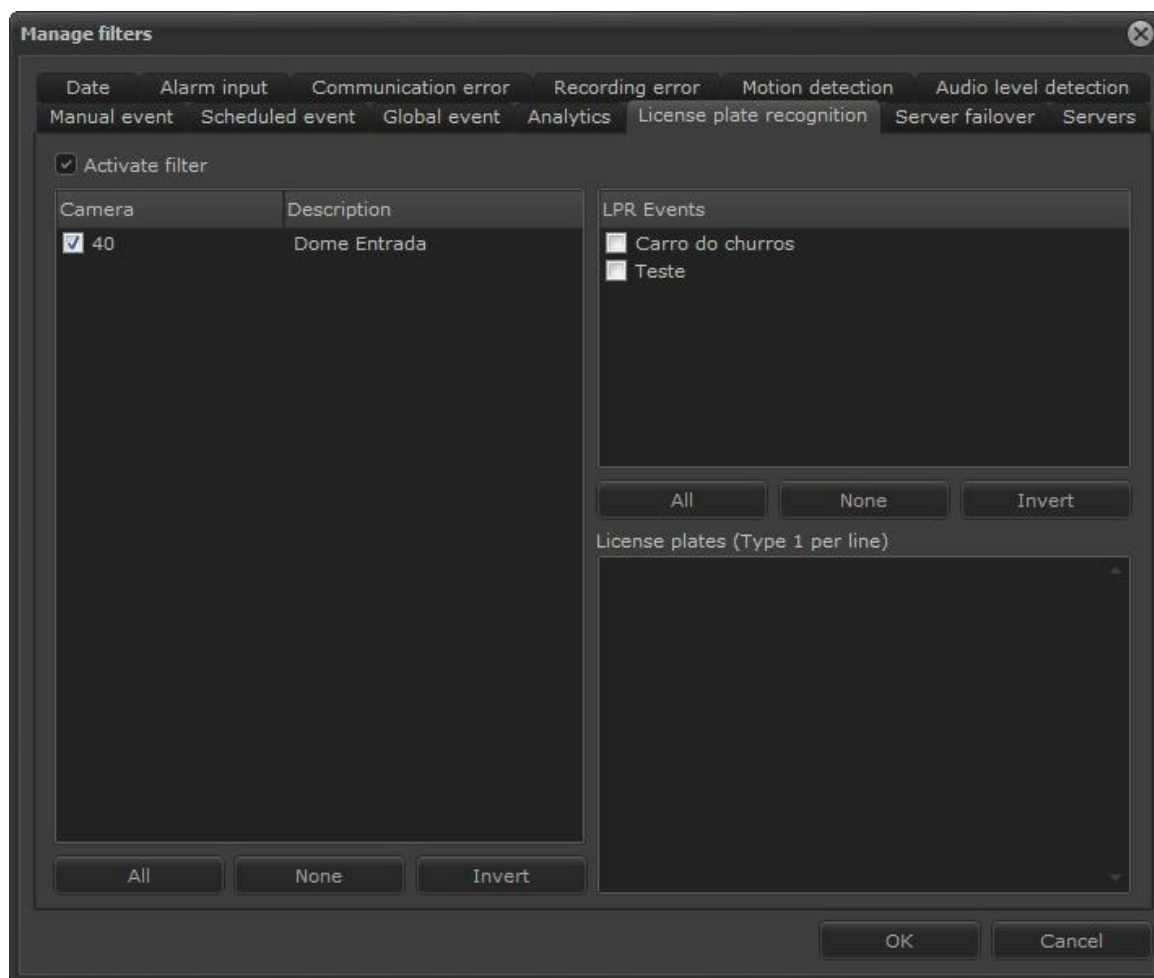 Manage filters
Date Alarm input Communication error Recording error Motion detection Audio level detection
Manual event Scheduled event Global event Analytics License plate recognition Server failover Servers
Activate filter
Camera Description
40 Dome Entrada
All None Invert
LPR Events
Carro do churros
Teste
All None Invert
License plates (Type 1 per line)
OK Cancel